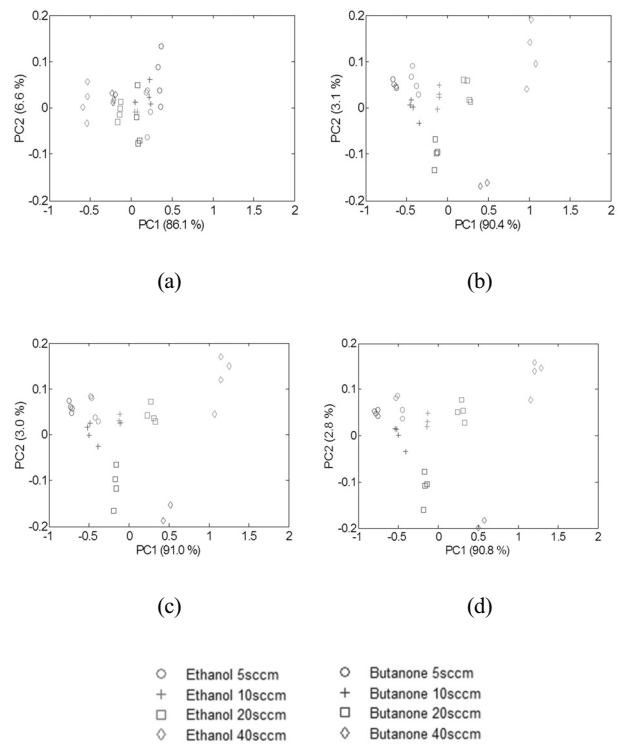 0.2
0.1
0
-0.1
-0.2
-1 -0.5 0 0.5 1 1.5 2
PC2 (6.6 %)
PC1 (86.1 %)
(a)
0.2
0.1
0
-0.1
-0.2
-1 -0.5 0 0.5 1 1.5 2
PC2 (3.1 %)
PC1 (90.4 %)
(b)
0.2
0.1
0
-0.1
-0.2
-1 -0.5 0 0.5 1 1.5 2
PC2 (3.0 %)
PC1 (91.0 %)
(c)
0.2
0.1
0
-0.1
-0.2
-1 -0.5 0 0.5 1 1.5 2
PC2 (2.8 %)
PC1 (90.8 %)
(d)
Ethanol 5sccm
Ethanol 10sccm
Ethanol 20sccm
Ethanol 40sccm
Butanone 5sccm
Butanone 10sccm
Butanone 20sccm
Butanone 40sccm